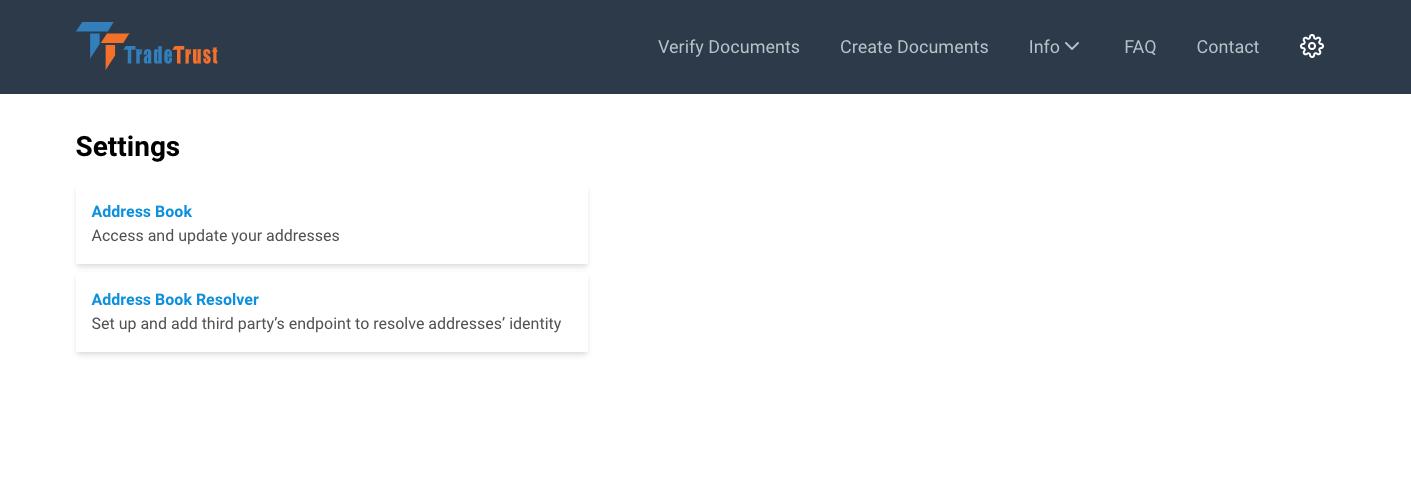 TradeTrust
Verify Documents
Create Documents
Info
FAQ
Contact
Settings
Address Book
Access and update your addresses
Address Book Resolver
Set up and add third party’s endpoint to resolve addresses’ identity